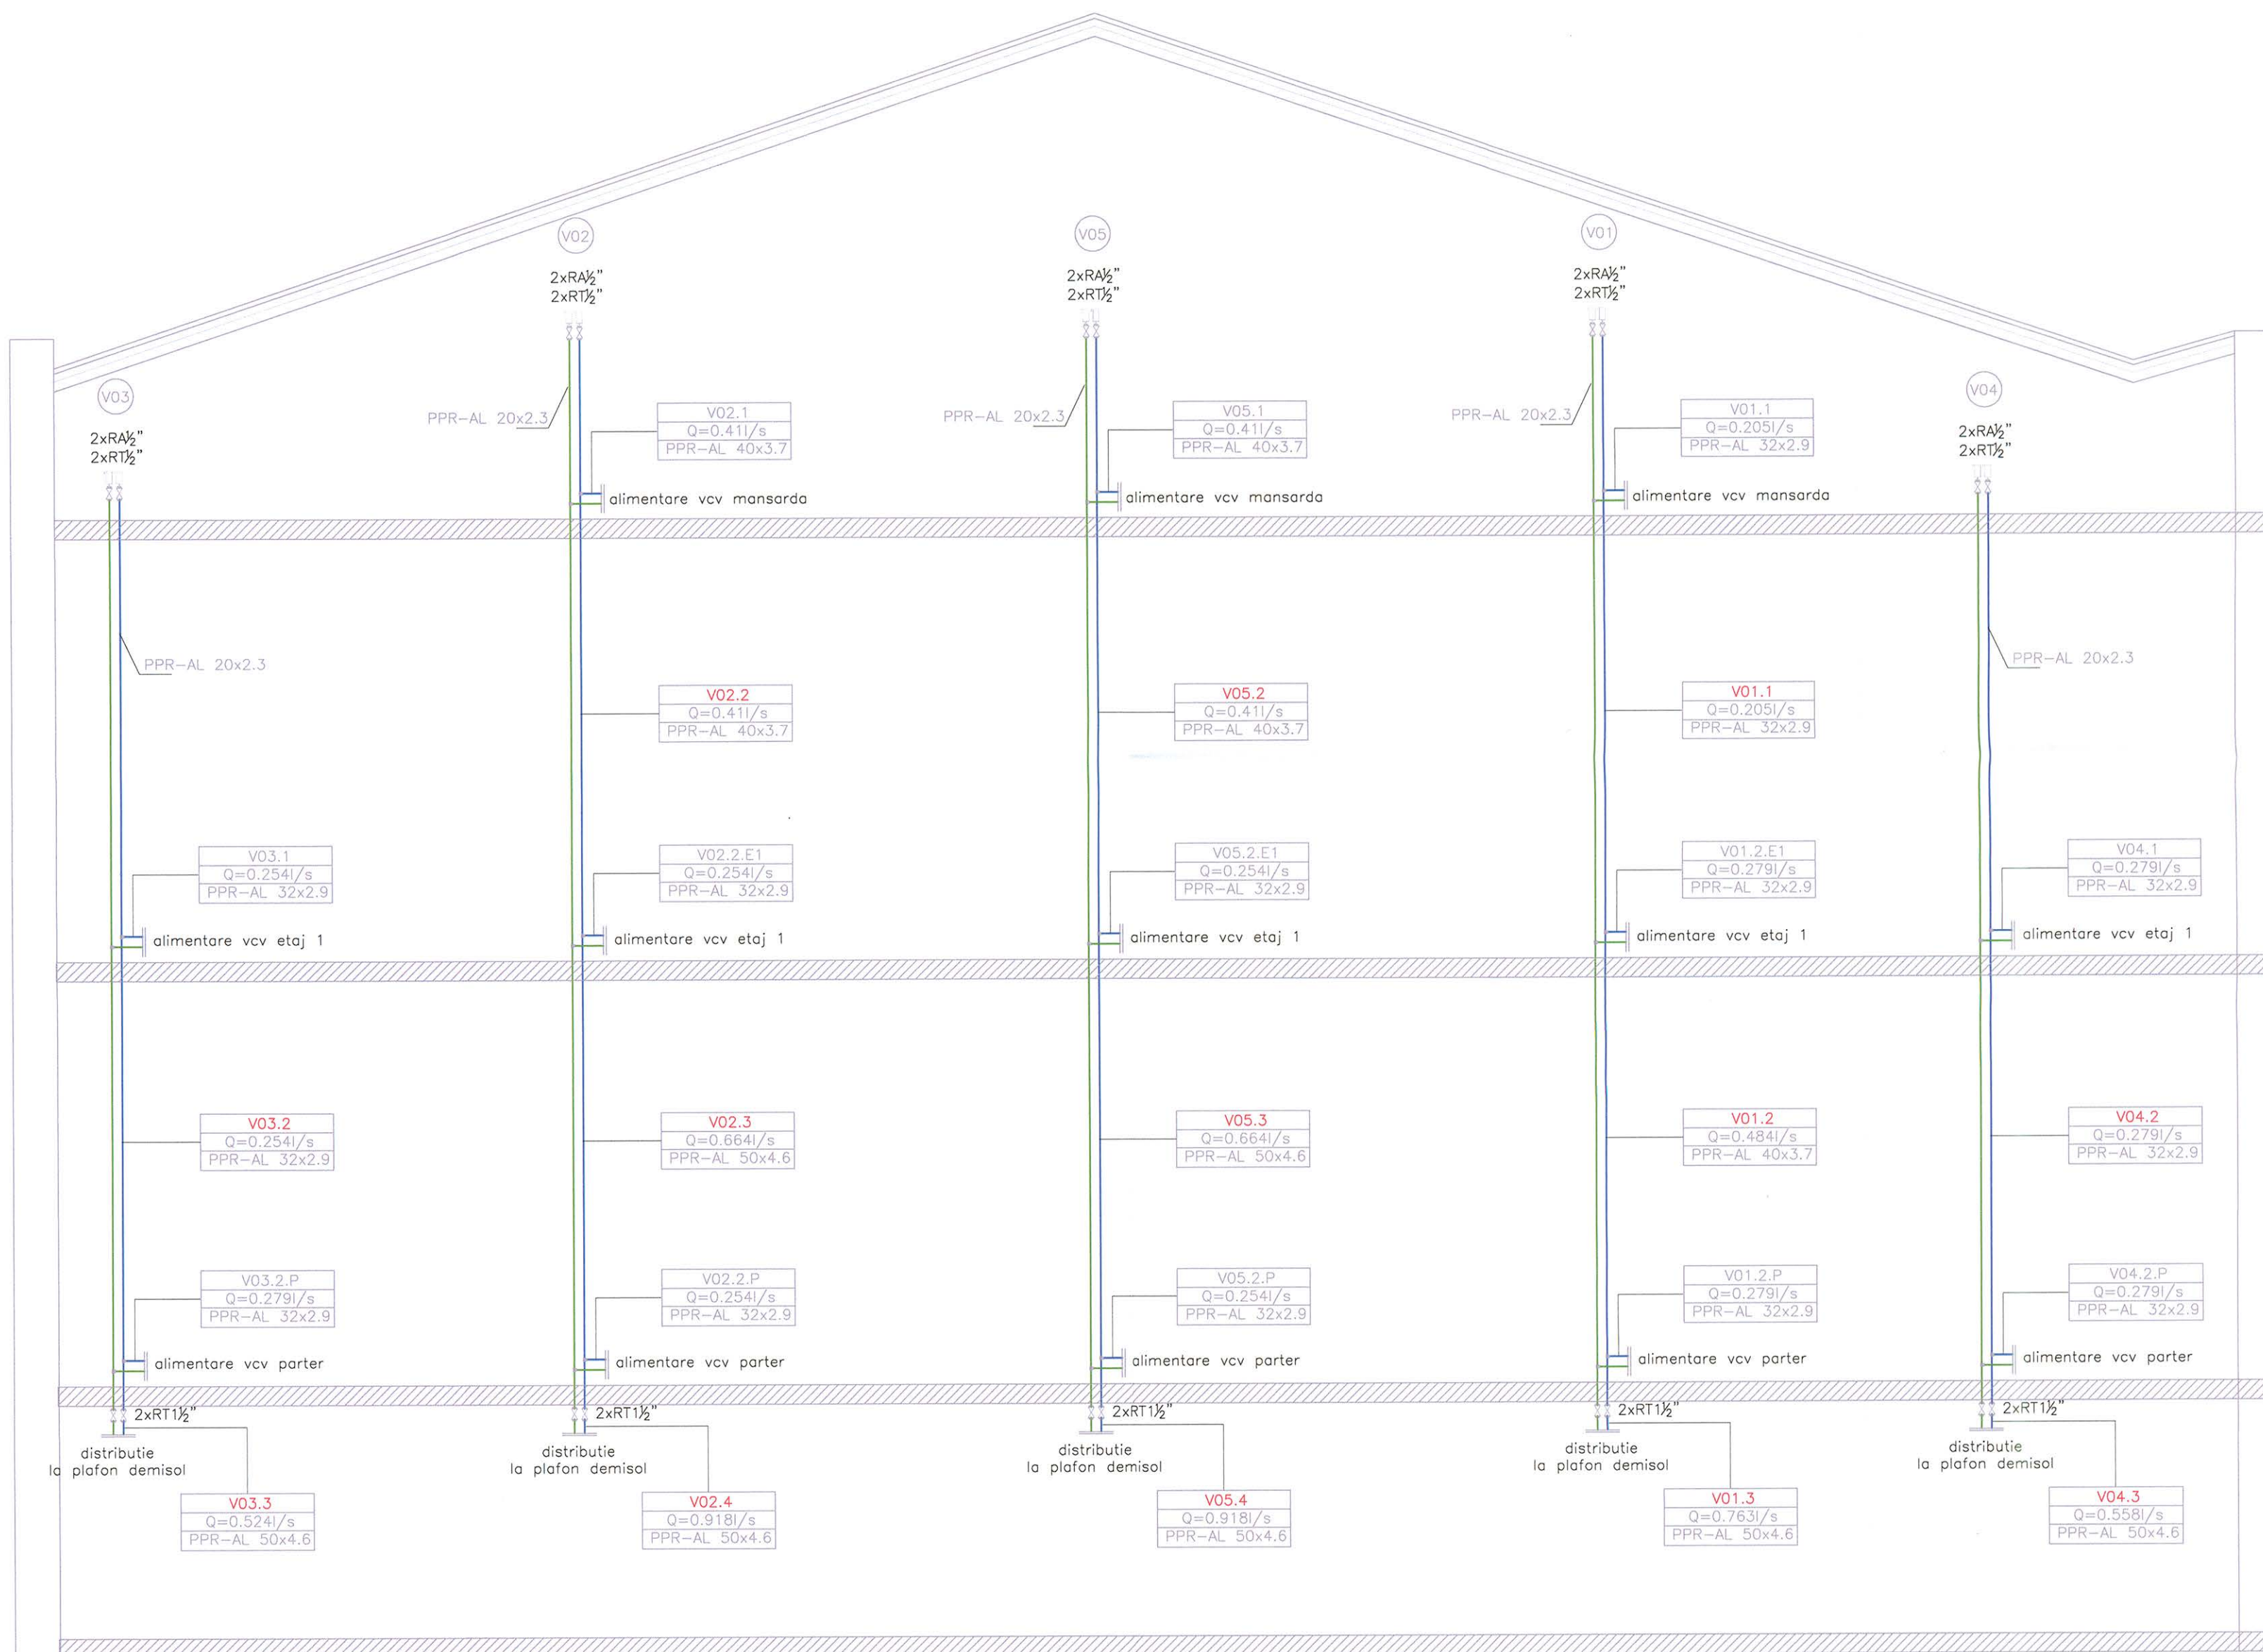 V02
2xRA½"
2xRT½"
V05
2xRA½"
2xRT½"
V01
2xRA½"
2xRT½"
V03
2xRA½"
2xRT½"
V04
2xRA½"
2xRT½"
PPR-AL 20x2.3
V02.1
Q=0.41l/s
PPR-AL 40x3.7
alimentare vcv mansarda
PPR-AL 20x2.3
V05.1
Q=0.41l/s
PPR-AL 40x3.7
alimentare vcv mansarda
PPR-AL 20x2.3
V01.1
Q=0.205l/s
PPR-AL 32x2.9
alimentare vcv mansarda
PPR-AL 20x2.3
V02.2
Q=0.41l/s
PPR-AL 40x3.7
V05.2
Q=0.41l/s
PPR-AL 40x3.7
V01.1
Q=0.205l/s
PPR-AL 32x2.9
PPR-AL 20x2.3
V03.1
Q=0.254l/s
PPR-AL 32x2.9
alimentare vcv etaj 1
V02.2.E1
Q=0.254l/s
PPR-AL 32x2.9
alimentare vcv etaj 1
V05.2.E1
Q=0.254l/s
PPR-AL 32x2.9
alimentare vcv etaj 1
V01.2.E1
Q=0.279l/s
PPR-AL 32x2.9
alimentare vcv etaj 1
V04.1
Q=0.279l/s
PPR-AL 32x2.9
alimentare vcv etaj 1
V03.2
Q=0.254l/s
PPR-AL 32x2.9
V02.3
Q=0.664l/s
PPR-AL 50x4.6
V05.3
Q=0.664l/s
PPR-AL 50x4.6
V01.2
Q=0.484l/s
PPR-AL 40x3.7
V04.2
Q=0.279l/s
PPR-AL 32x2.9
V03.2.P
Q=0.279l/s
PPR-AL 32x2.9
alimentare vcv parter
V02.2.P
Q=0.254l/s
PPR-AL 32x2.9
alimentare vcv parter
V05.2.P
Q=0.254l/s
PPR-AL 32x2.9
alimentare vcv parter
V01.2.P
Q=0.279l/s
PPR-AL 32x2.9
alimentare vcv parter
V04.2.P
Q=0.279l/s
PPR-AL 32x2.9
alimentare vcv parter
2xRT1½"
distributie
la plafon demisol
V03.3
Q=0.524l/s
PPR-AL 50x4.6
2xRT1½"
distributie
la plafon demisol
V02.4
Q=0.918l/s
PPR-AL 50x4.6
2xRT1½"
distributie
la plafon demisol
V05.4
Q=0.918l/s
PPR-AL 50x4.6
2xRT1½"
distributie
la plafon demisol
V01.3
Q=0.763l/s
PPR-AL 50x4.6
2xRT1½"
distributie
la plafon demisol
V04.3
Q=0.558l/s
PPR-AL 50x4.6